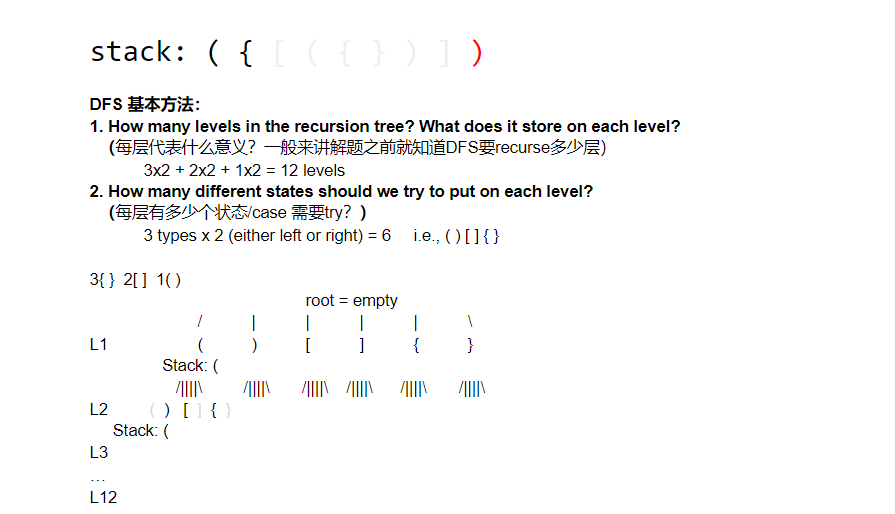 stack: ( { [ ( { } ) ] )
DFS 基本方法：
1. How many levels in the recursion tree? What does it store on each level?
(每层代表什么意义？一般来讲解题之前就知道DFS要recurse多少层)
3x2 + 2x2 + 1x2 = 12 levels
2. How many different states should we try to put on each level?
(每层有多少个状态/case 需要try？)
3 types x 2 (either left or right) = 6 i.e., ( ) [ ] { }
3{ } 2[ ] 1( )
root = empty
/ | | | | \
L1 ( ) [ ] { }
Stack: (
/||||\ /||||\ /||||\ /||||\ /||||\ /||||\
L2 ( ) [ ] { }
Stack: (
L3
…
L12